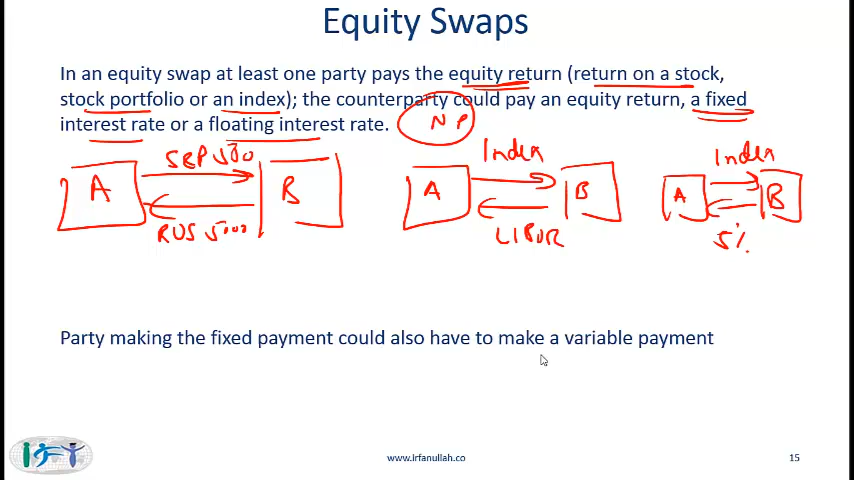 Equity Swaps
In an equity swap at least one party pays the equity return (return on a stock,
stock portfolio or an index); the counterparty could pay an equity return, a fixed
interest rate or a floating interest rate.
NP
S&P 500
Index
Index
A
B
A
B
A
B
RUS 5000
LIBOR
5%
Party making the fixed payment could also have to make a variable payment
www.irfanullah.co
15